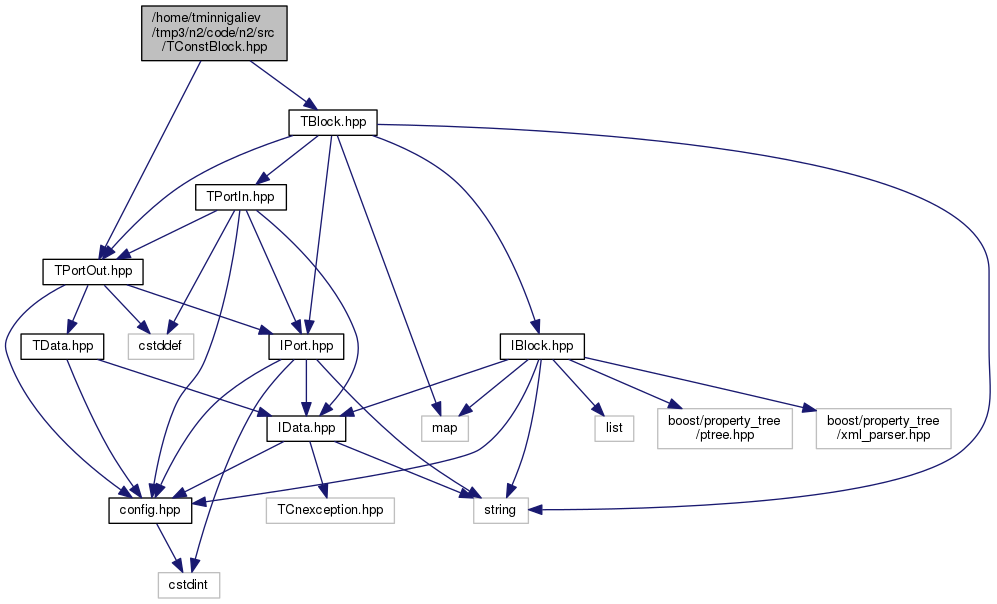 /home/tminnigaliev
/tmp3/n2/code/n2/src
/TConstBlock.hpp
TBlock.hpp
TPortIn.hpp
TPortOut.hpp
TData.hpp
cstddef
IPort.hpp
IBlock.hpp
IData.hpp
map
list
boost/property_tree
/ptree.hpp
boost/property_tree
/xml_parser.hpp
config.hpp
TCnexception.hpp
string
cstdint